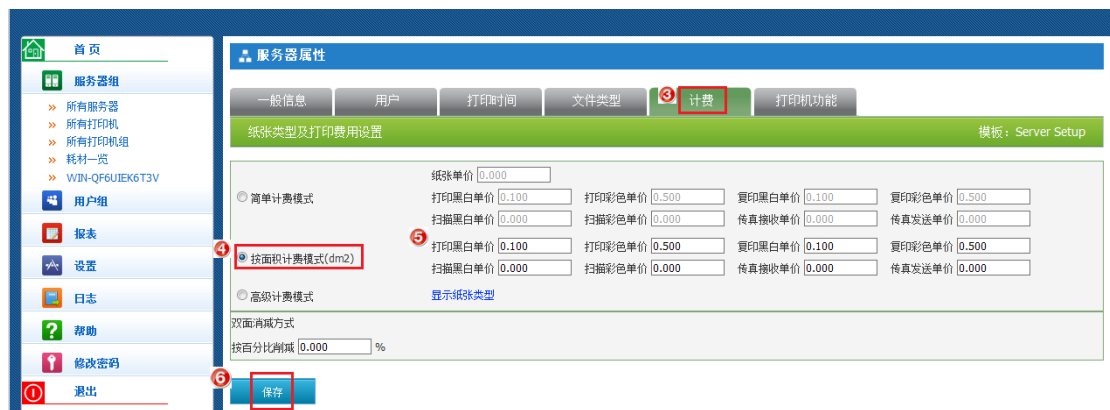 首页
服务器组
» 所有服务器
» 所有打印机
» 所有打印机组
» 耗材一览
» WIN-QF6UIEK6T3V
用户组
报表
设置
日志
? 帮助
修改密码
退出
服务器属性
一般信息 用户 打印时间 文件类型 3 计费 打印机功能
纸张类型及打印费用设置 模板：Server Setup
纸张单价 0.000
简单计费模式 打印黑白单价 0.100 打印彩色单价 0.500 复印黑白单价 0.100 复印彩色单价 0.500
扫描黑白单价 0.000 扫描彩色单价 0.000 传真接收单价 0.000 传真发送单价 0.000
4 按面积计费模式(dm2) 5 打印黑白单价 0.100 打印彩色单价 0.500 复印黑白单价 0.100 复印彩色单价 0.500
扫描黑白单价 0.000 扫描彩色单价 0.000 传真接收单价 0.000 传真发送单价 0.000
高级计费模式 显示纸张类型
双面消减方式
按百分比削减 0.000 %
6 保存